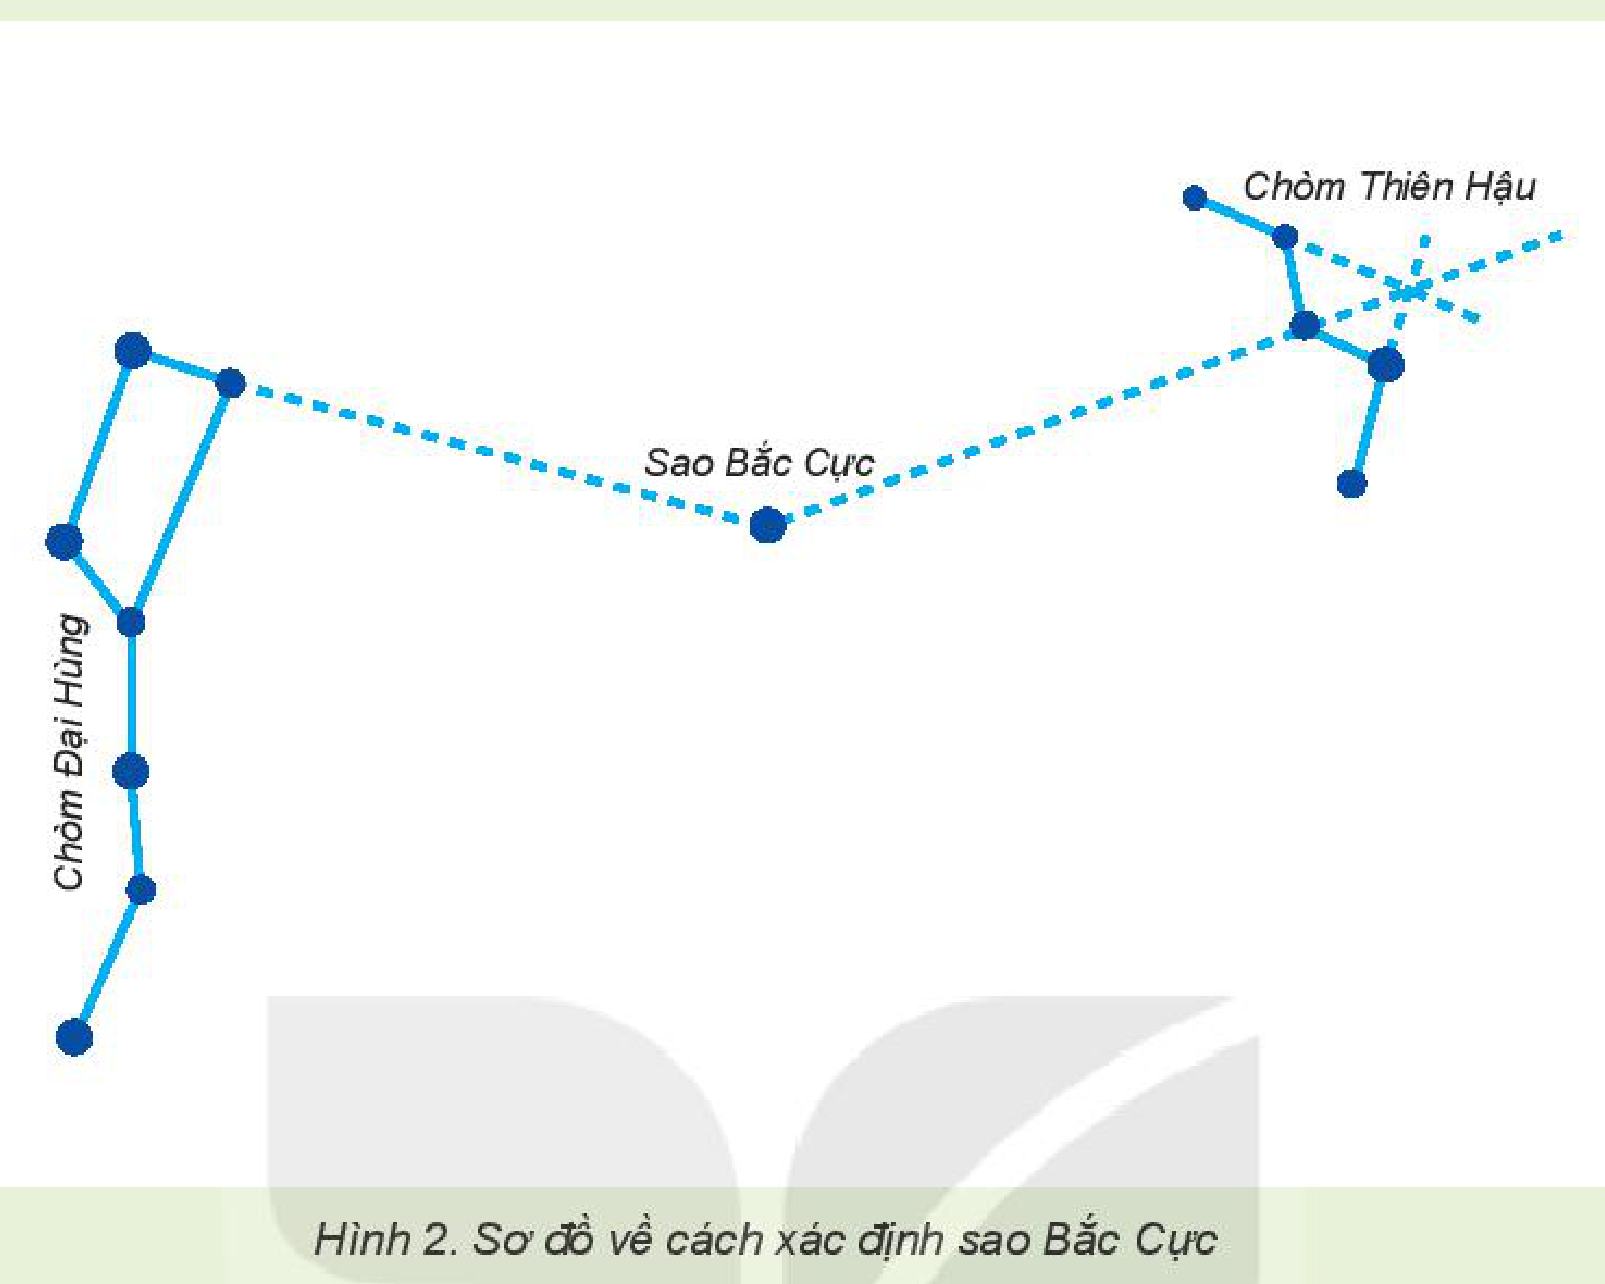 Chòm Thiên Hậu
Sao Bắc Cực
Chòm Đại Hùng
Hình 2. Sơ đồ về cách xác định sao Bắc Cực